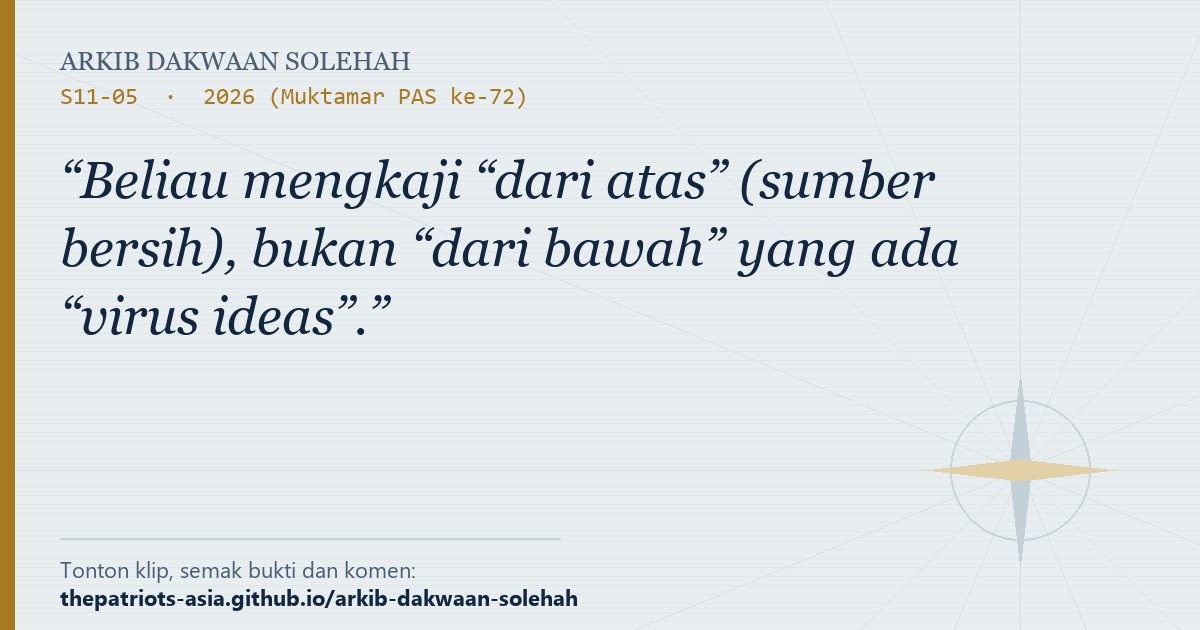 ARKIB DAKWAAN SOLEHAH
S11-05 · 2026 (Muktamar PAS ke-72)
“Beliau mengkaji “dari atas” (sumber
bersih), bukan “dari bawah” yang ada
“virus ideas”.”
Tonton klip, semak bukti dan komen:
thepatriots-asia.github.io/arkib-dakwaan-solehah